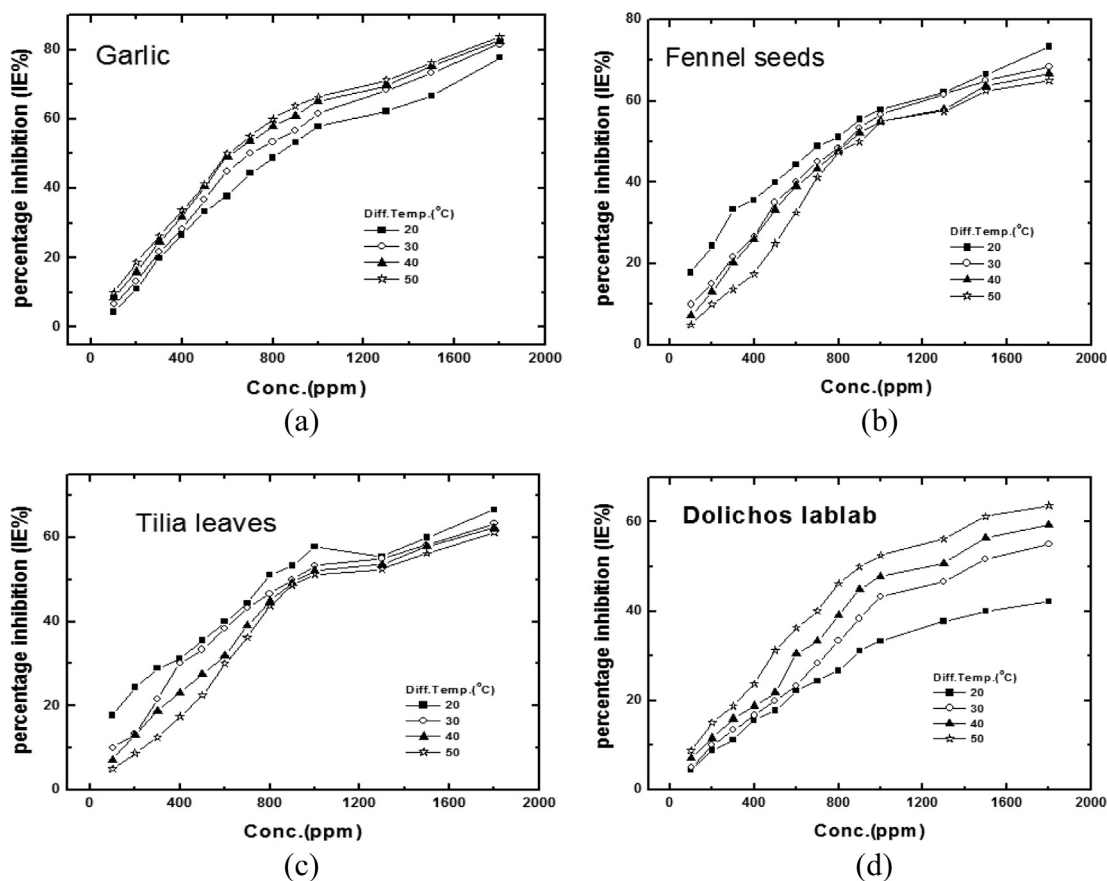 (a)
Garlic
percentage inhibition (IE%)
80
60
40
20
0
Diff.Temp.(°C)
20
30
40
50
0 400 800 1200 1600 2000
Conc.(ppm)
(b)
Fennel seeds
percentage inhibition (IE%)
80
60
40
20
0
Diff.Temp.(°C)
20
30
40
50
0 400 800 1200 1600 2000
Conc.(ppm)
(a)
(b)
Tilia leaves
percentage inhibition (IE%)
60
40
20
0
Diff.Temp.(°C)
20
30
40
50
0 400 800 1200 1600 2000
Conc.(ppm)
(c)
Dolichos lablab
percentage inhibition (IE%)
60
40
20
0
Diff.Temp.(°C)
20
30
40
50
0 400 800 1200 1600 2000
Conc.(ppm)
(d)